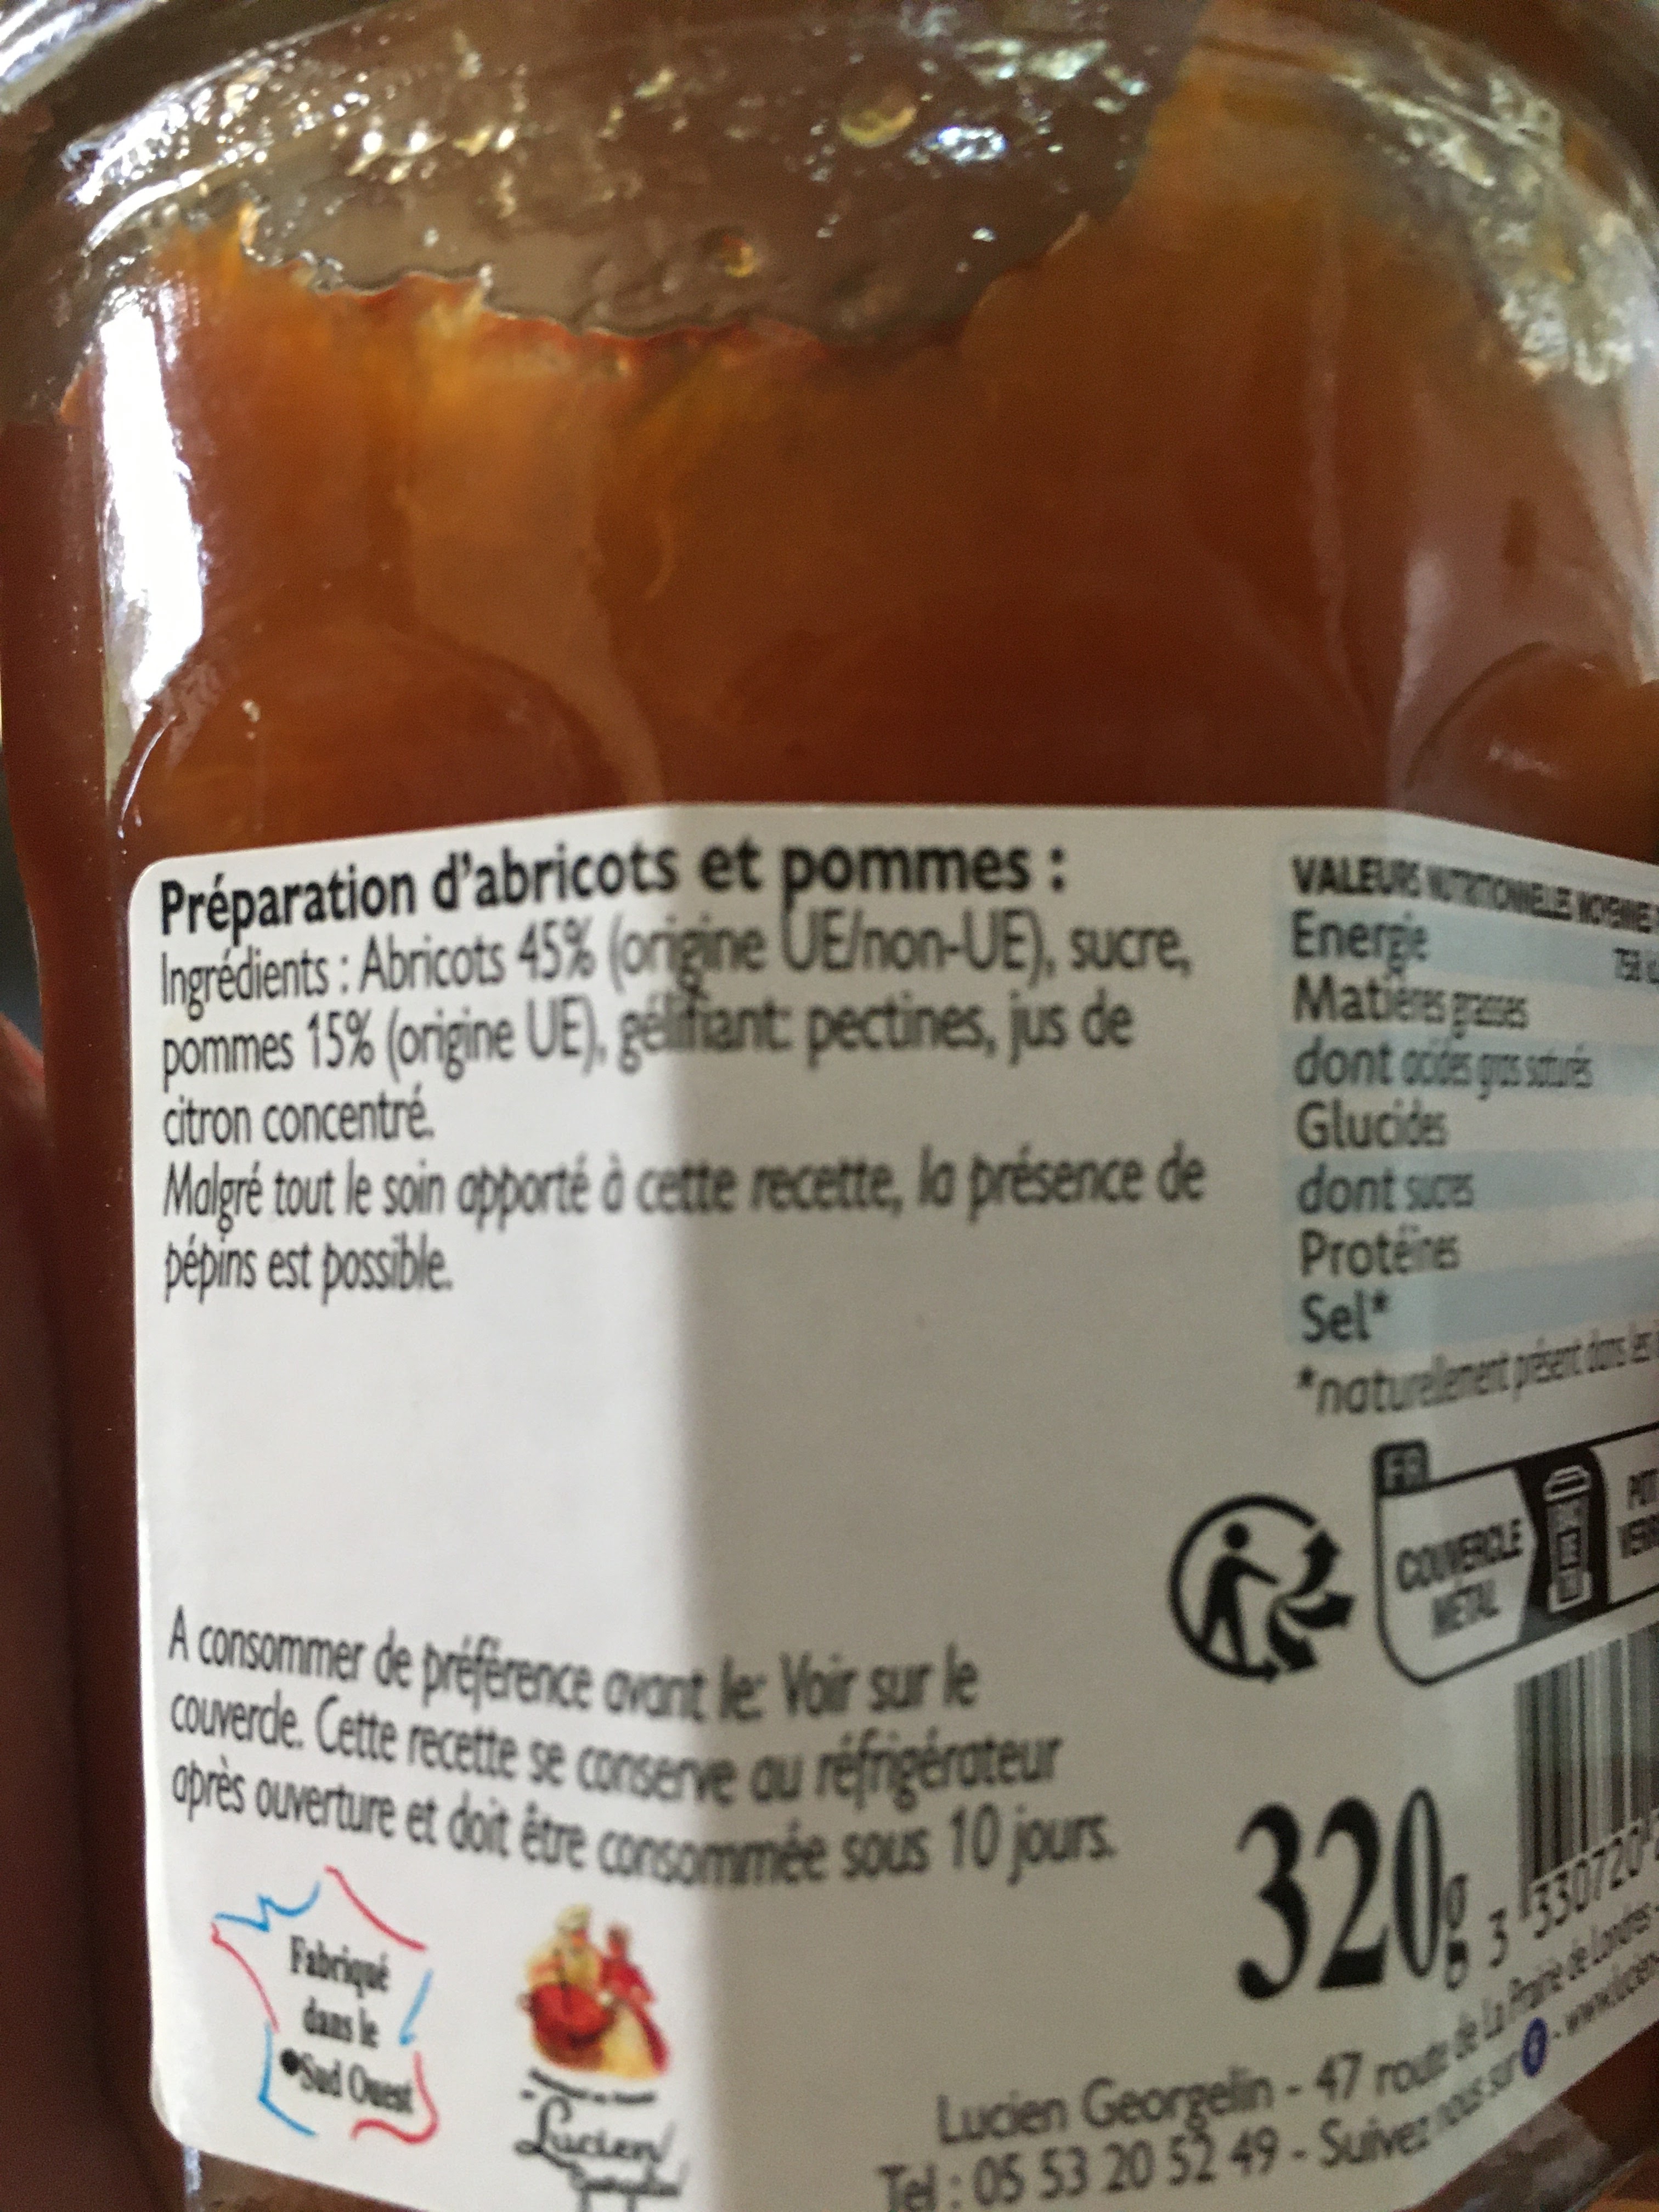 Préparation d'abricots et pommes :
Ingrédients : Abricots 45% (origine UE/non-UE), sucre,
pommes 15% (origine UE), gélifiant: pectines, jus de
citron concentré.
Malgré tout le soin apporté à cette recette, la présence de
pépins est possible.
A consommer de préférence avant le: Voir sur le
couvercle. Cette recette se conserve au réfrigérateur
après ouverture et doit être consommée sous 10 jours.
Fabriqué
dans le
Sud Ouest
Lucien
Georgelin
VALEURS NUTRITIONNELLES MOYENNES
Energie
Matières grasses
dont acides gras saturés
Glucides
dont sucres
Protéines
Sel*
*naturellement présent dans les
FR
COUVERCLE
MÉTAL
320g
3 330720
Lucien Georgelin - 47 route de La Prairie de Londres -
Tel : 05 53 20 52 49 - Suivez nous sur